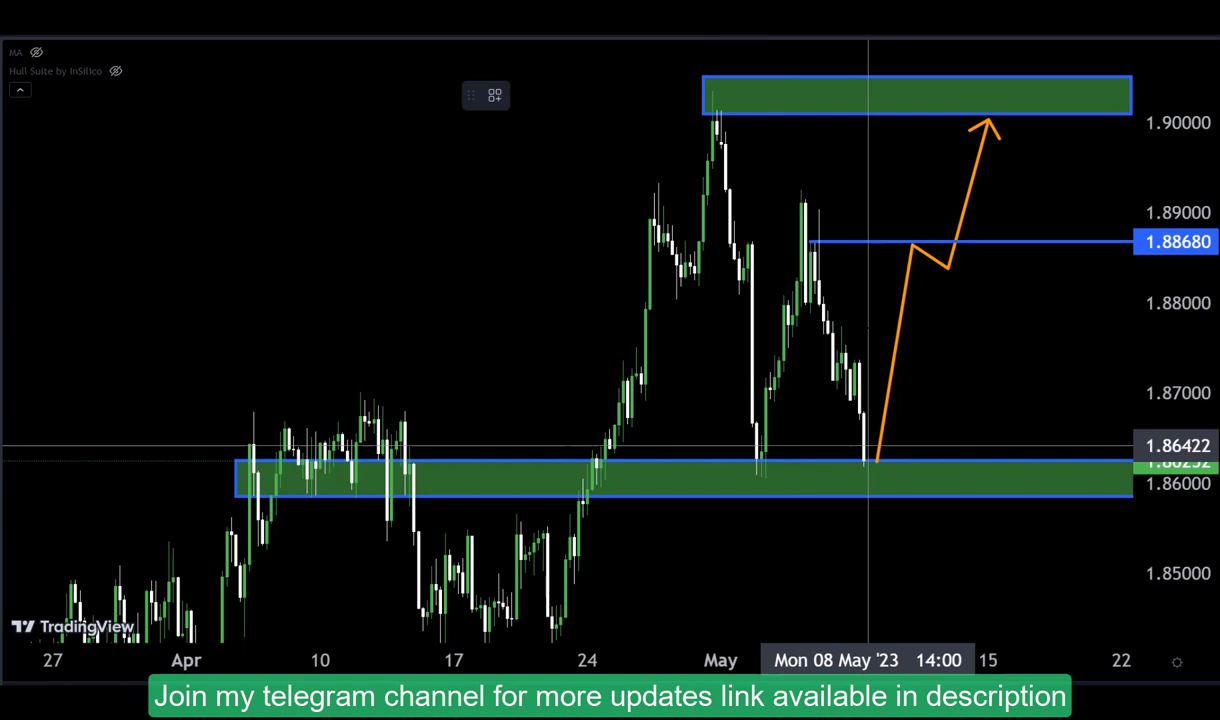 MA
Hull Suite by InSilico
1.90000
1.89000
1.88680
1.88000
1.87000
1.86422
1.86000
1.85000
TradingView
27 Apr 10 17 24 May Mon 08 May '23 14:00 15 22
Join my telegram channel for more updates link available in description